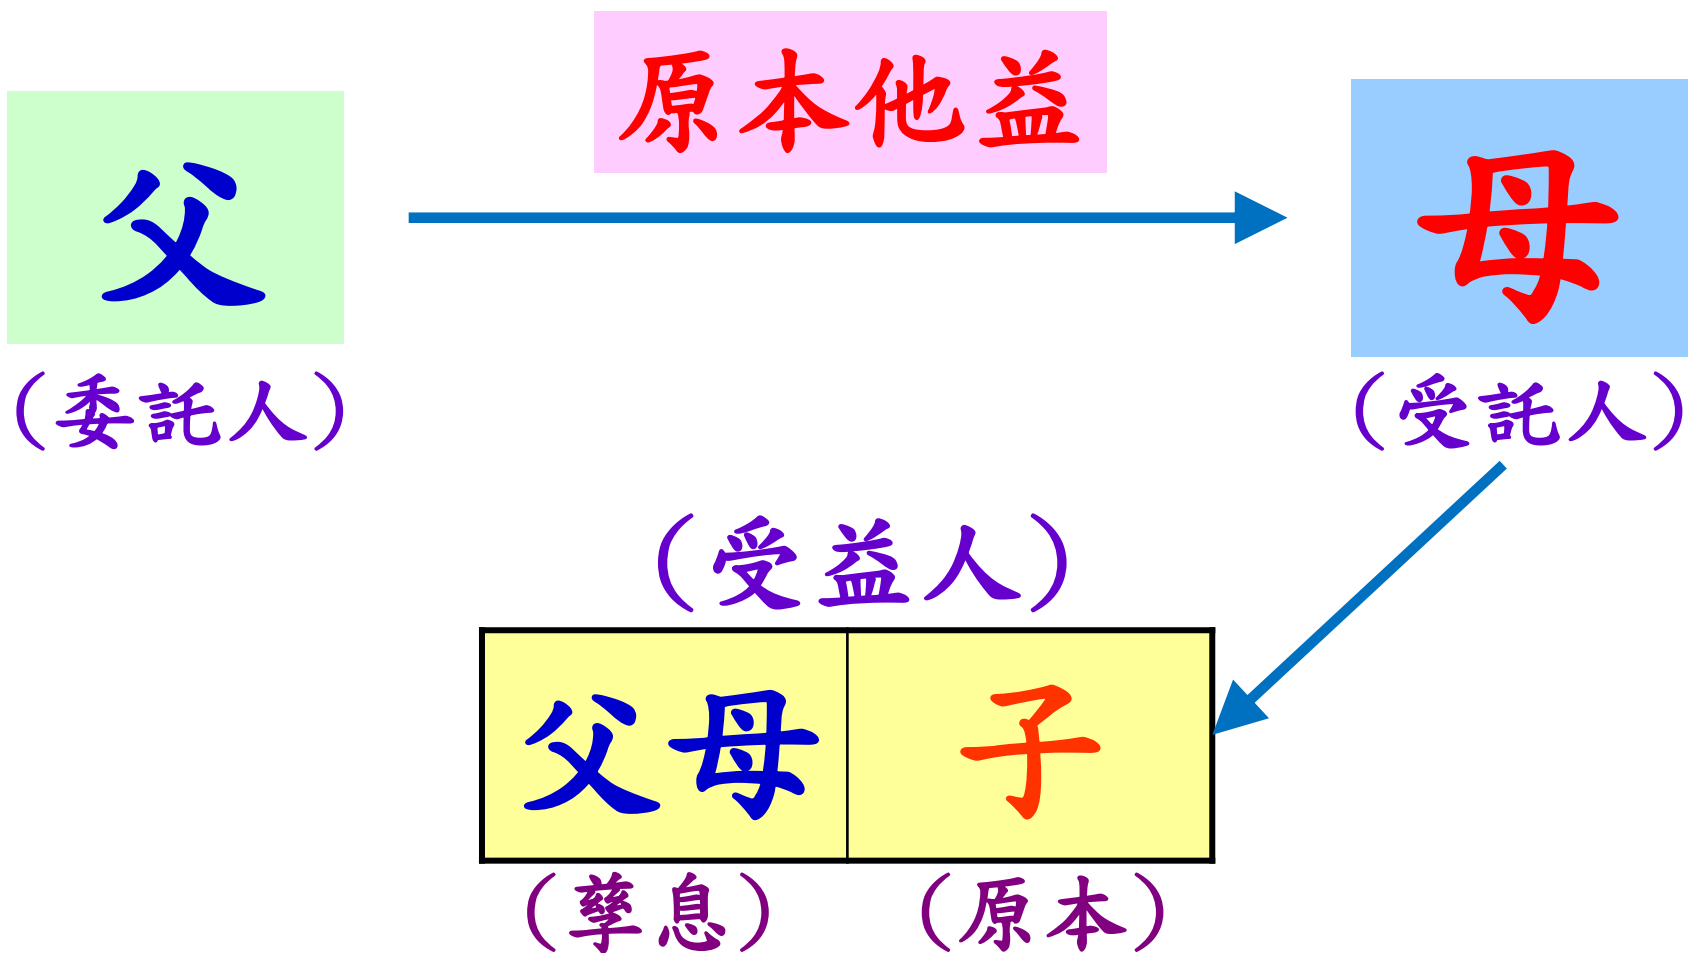 原本他益
父
母
（委託人）
（受託人）
（受益人）
父母
子
（孳息）
（原本）